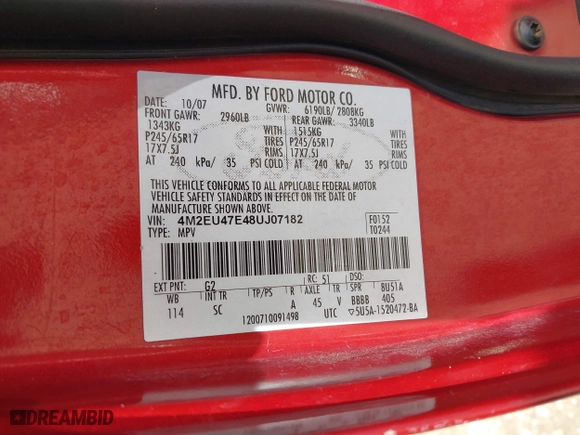 MFD. BY FORD MOTOR CO.
DATE: 10/07 GVWR: 6190LB/ 2808KG
FRONT GAWR: 2960LB REAR GAWR: 3340LB
1343KG WITH 1515KG WITH
P245/65R17 TIRES P245/65R17 TIRES
17X7.5J RIMS 17X7.5J RIMS
AT 240 kPa/ 35 PSI COLD AT 240 kPa/ 35 PSI COLD
THIS VEHICLE CONFORMS TO ALL APPLICABLE FEDERAL MOTOR
VEHICLE SAFETY STANDARDS IN EFFECT ON THE DATE OF
MANUFACTURE SHOWN ABOVE.
VIN: 4M2EU47E48UJ07182 F0152
TYPE: MPV T0244
EXT PNT: G2 RC: 51 DSO:
WB INT TR TP/PS R AXLE TR SPR 8U51A
114 SC A 45 V BBBB 405
1200710091498 UTC ▽5U5A-1520472-BA
DREAMBID